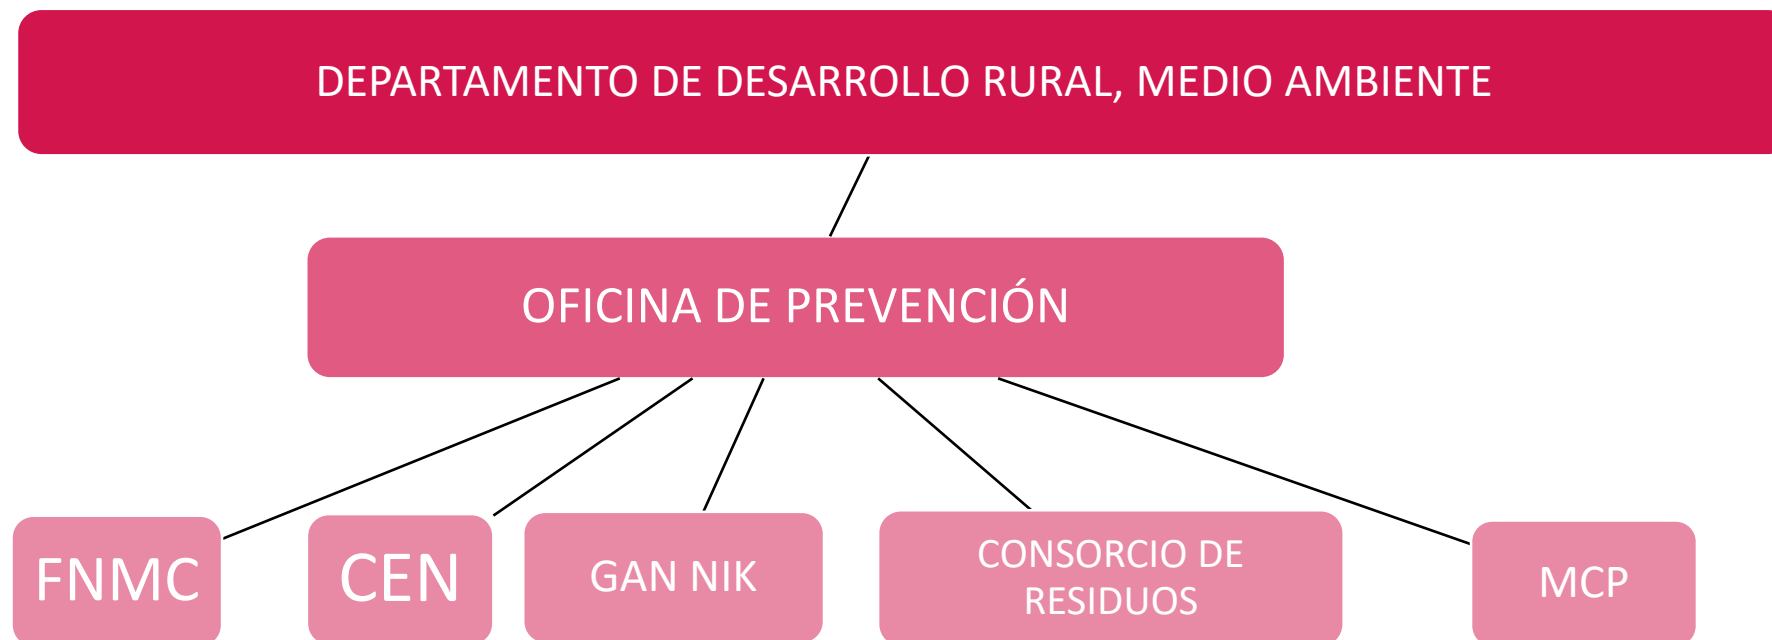 DEPARTAMENTO DE DESARROLLO RURAL, MEDIO AMBIENTE
OFICINA DE PREVENCIÓN
FNMC
CEN
GAN NIK
CONSORCIO DE
RESIDUOS
MCP